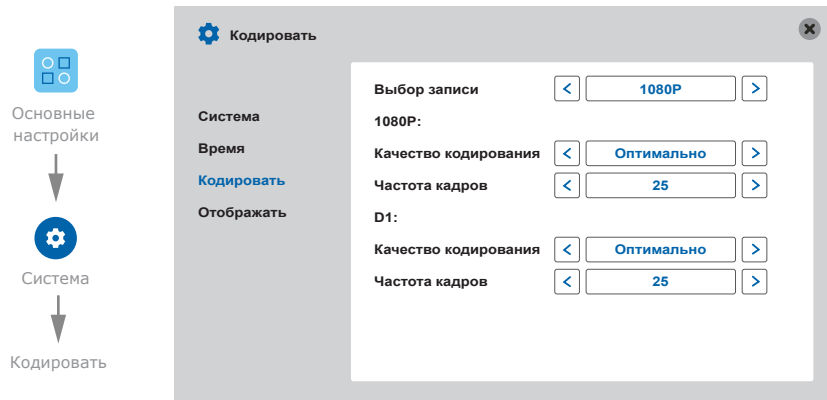 Основные
настройки
Система
Кодировать
Кодировать
Система
Время
Кодировать
Отображать
Выбор записи < 1080P >
1080P:
Качество кодирования < Оптимально >
Частота кадров < 25 >
D1:
Качество кодирования < Оптимально >
Частота кадров < 25 >